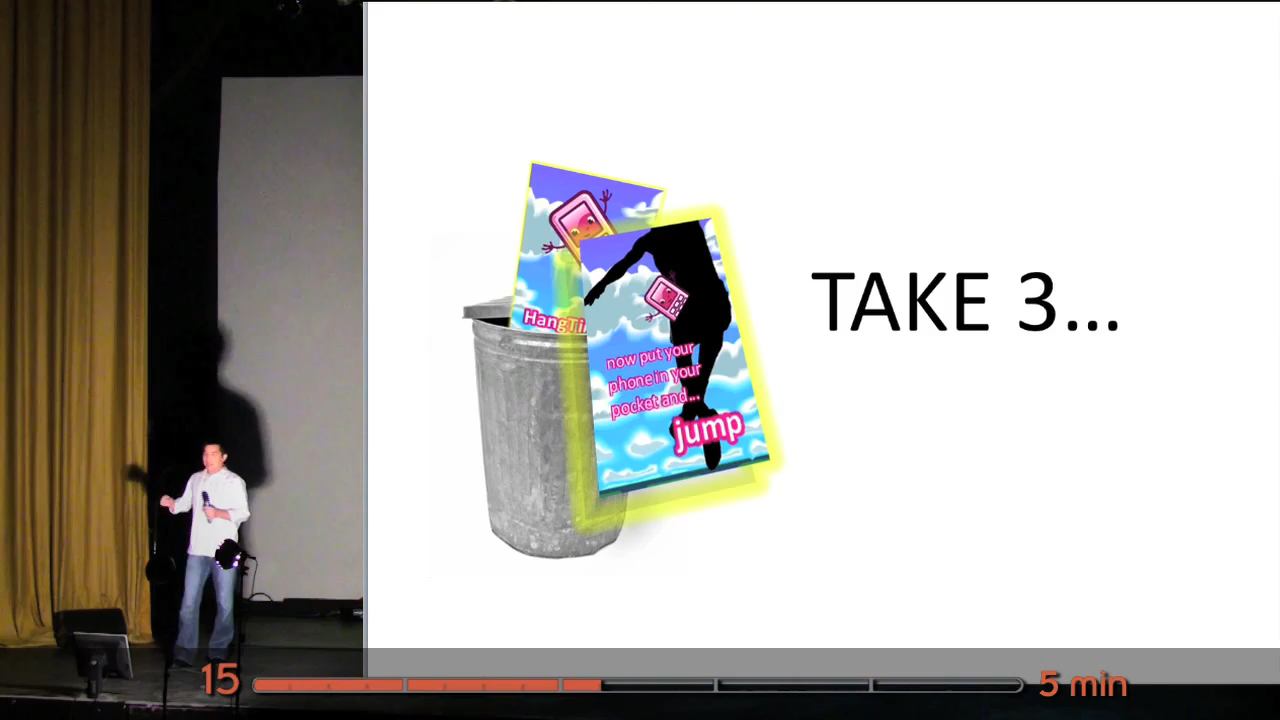 TAKE 3...
HangTi
now put your
phone in your
pocket and...
jump
15
5 min